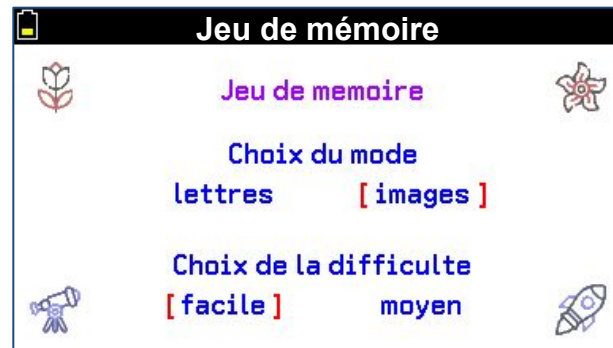 Jeu de mémoire
Jeu de memoire
Choix du mode
lettres [ images ]
Choix de la difficulte
[ facile ] moyen